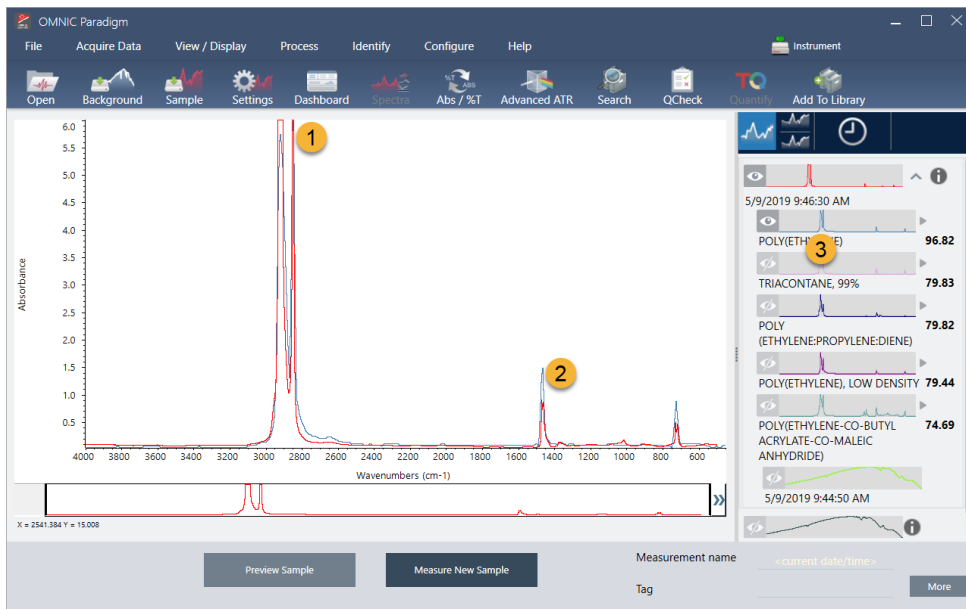 OMNIC Paradigm
File Acquire Data View / Display Process Identify Configure Help Instrument
Open Background Sample Settings Dashboard Spectra Abs / %T Advanced ATR Search QCheck Quantify Add To Library
%T ABS
TQ
6.0
5.5
5.0
4.5
4.0
3.5
3.0
2.5
2.0
1.5
1.0
0.5
Absorbance
1
2
4000 3800 3600 3400 3200 3000 2800 2600 2400 2200 2000 1800 1600 1400 1200 1000 800 600
Wavenumbers (cm-1)
X = 2541.384 Y = 15.008
5/9/2019 9:46:30 AM
POLY(ETHYLENE) 96.82
3
TRIACONTANE, 99% 79.83
POLY 79.82
(ETHYLENE:PROPYLENE:DIENE)
POLY(ETHYLENE), LOW DENSITY 79.44
POLY(ETHYLENE-CO-BUTYL 74.69
ACRYLATE-CO-MALEIC
ANHYDRIDE)
5/9/2019 9:44:50 AM
Preview Sample
Measure New Sample
Measurement name <current date/time>
Tag
More